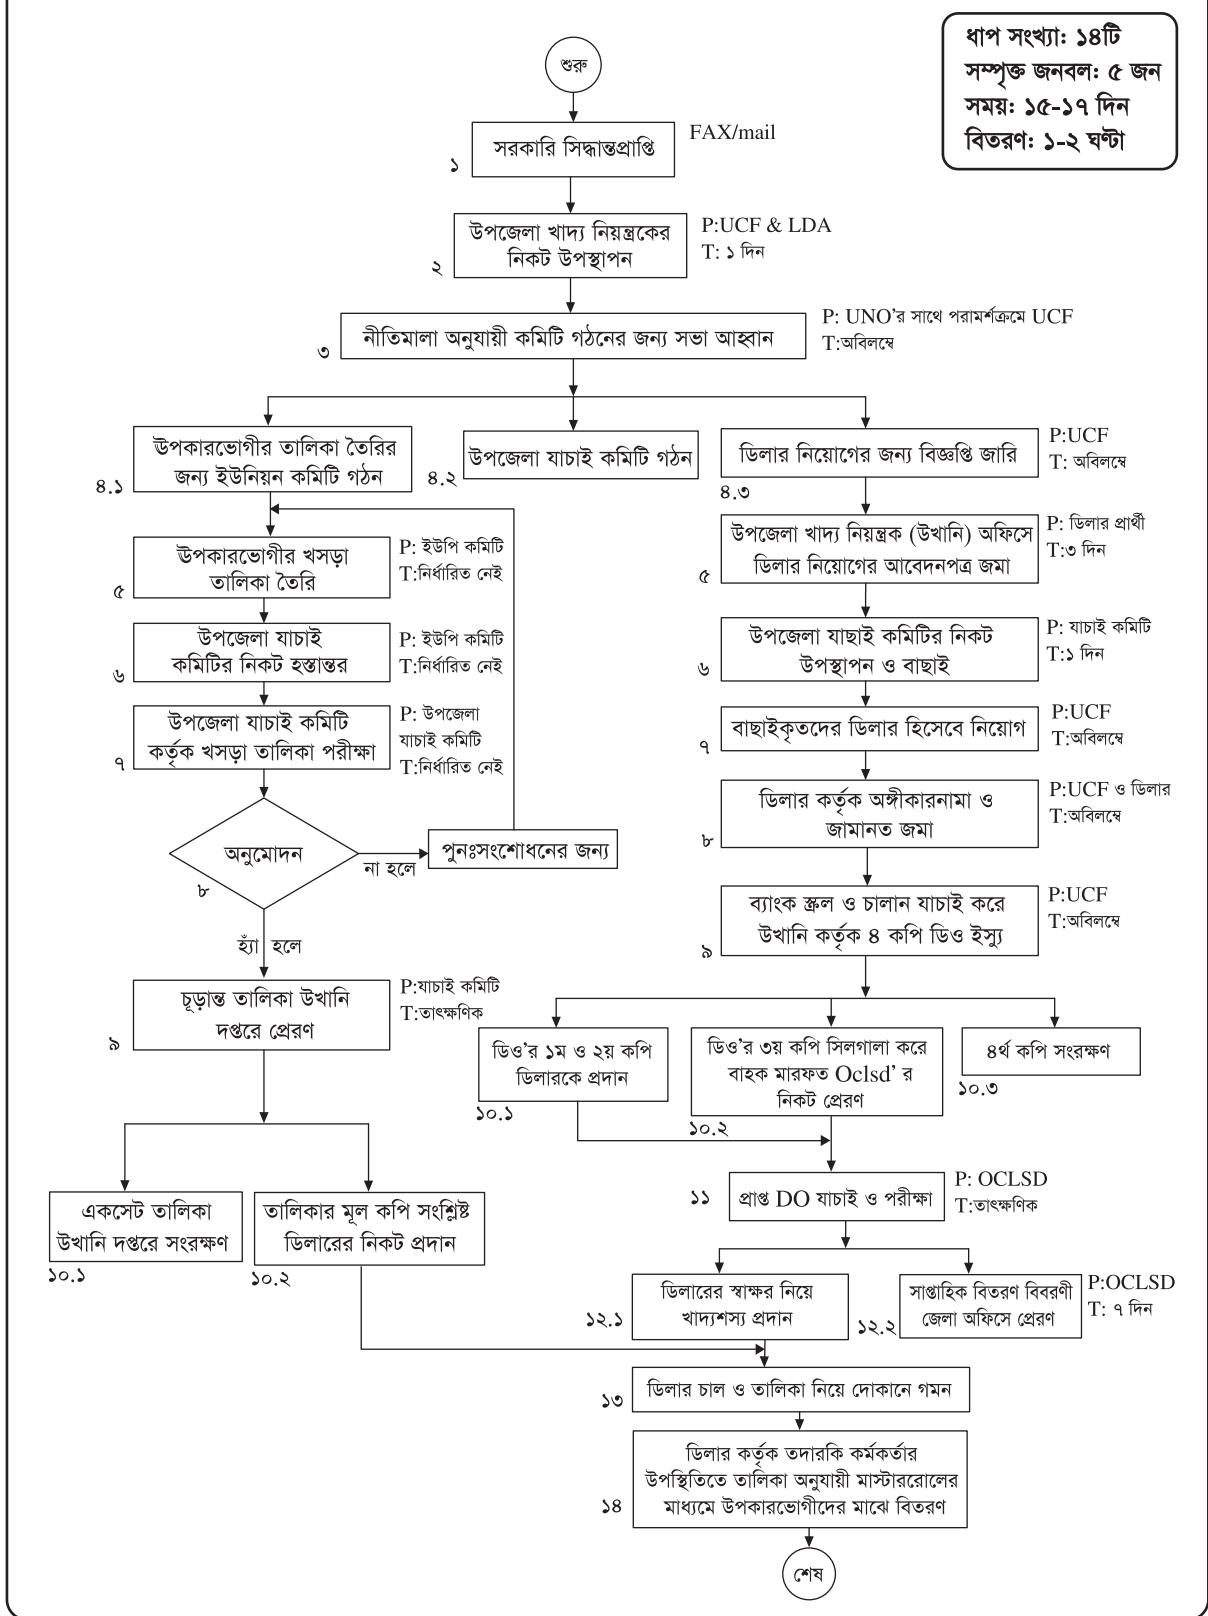 ধাপ সংখ্যা: ১৪টি
সম্পৃক্ত জনবল: ৫ জন
সময়: ১৫-১৭ দিন
বিতরণ: ১-২ ঘণ্টা
শুরু
সরকারি সিদ্ধান্তপ্রাপ্তি
১
FAX/mail
উপজেলা খাদ্য নিয়ন্ত্রকের
নিকট উপস্থাপন
২
P:UCF & LDA
T: ১ দিন
নীতিমালা অনুযায়ী কমিটি গঠনের জন্য সভা আহ্বান
৩
P: UNO’র সাথে পরামর্শক্রমে UCF
T:অবিলম্বে
উপকারভোগীর তালিকা তৈরির
জন্য ইউনিয়ন কমিটি গঠন
৪.১
উপজেলা যাচাই কমিটি গঠন
৪.২
ডিলার নিয়োগের জন্য বিজ্ঞপ্তি জারি
৪.৩
P:UCF
T: অবিলম্বে
উপকারভোগীর খসড়া
তালিকা তৈরি
৫
P: ইউপি কমিটি
T:নির্ধারিত নেই
উপজেলা যাচাই
কমিটির নিকট হস্তান্তর
৬
P: ইউপি কমিটি
T:নির্ধারিত নেই
উপজেলা যাচাই কমিটি
কর্তৃক খসড়া তালিকা পরীক্ষা
৭
P: উপজেলা
যাচাই কমিটি
T:নির্ধারিত নেই
অনুমোদন
৮
না হলে
পুনঃসংশোধনের জন্য
হ্যাঁ হলে
চূড়ান্ত তালিকা উখানি
দপ্তরে প্রেরণ
৯
P:যাচাই কমিটি
T:তাৎক্ষণিক
একসেট তালিকা
উখানি দপ্তরে সংরক্ষণ
১০.১
তালিকার মূল কপি সংশ্লিষ্ট
ডিলারের নিকট প্রদান
১০.২
উপজেলা খাদ্য নিয়ন্ত্রক (উখানি) অফিসে
ডিলার নিয়োগের আবেদনপত্র জমা
৫
P: ডিলার প্রার্থী
T:৩ দিন
উপজেলা যাছাই কমিটির নিকট
উপস্থাপন ও বাছাই
৬
P: যাচাই কমিটি
T:১ দিন
বাছাইকৃতদের ডিলার হিসেবে নিয়োগ
৭
P:UCF
T:অবিলম্বে
ডিলার কর্তৃক অঙ্গীকারনামা ও
জামানত জমা
৮
P:UCF ও ডিলার
T:অবিলম্বে
ব্যাংক স্ক্রল ও চালান যাচাই করে
উখানি কর্তৃক ৪ কপি ডিও ইস্যু
৯
P:UCF
T:অবিলম্বে
ডিও’র ১ম ও ২য় কপি
ডিলারকে প্রদান
১০.১
ডিও’র ৩য় কপি সিলগালা করে
বাহক মারফত Oclsd’ র
নিকট প্রেরণ
১০.২
৪র্থ কপি সংরক্ষণ
১০.৩
প্রাপ্ত DO যাচাই ও পরীক্ষা
১১
P: OCLSD
T:তাৎক্ষণিক
ডিলারের স্বাক্ষর নিয়ে
খাদ্যশস্য প্রদান
১২.১
সাপ্তাহিক বিতরণ বিবরণী
জেলা অফিসে প্রেরণ
১২.২
P:OCLSD
T: ৭ দিন
ডিলার চাল ও তালিকা নিয়ে দোকানে গমন
১৩
ডিলার কর্তৃক তদারকি কর্মকর্তার
উপস্থিতিতে তালিকা অনুযায়ী মাস্টাররোলের
মাধ্যমে উপকারভোগীদের মাঝে বিতরণ
১৪
শেষ